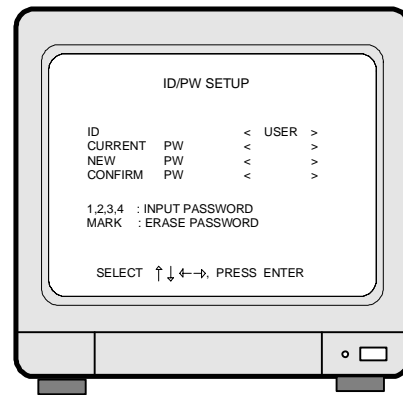 ID/PW SETUP
ID < USER >
CURRENT PW < >
NEW PW < >
CONFIRM PW < >
1,2,3,4 : INPUT PASSWORD
MARK : ERASE PASSWORD
SELECT ↑↓←→, PRESS ENTER